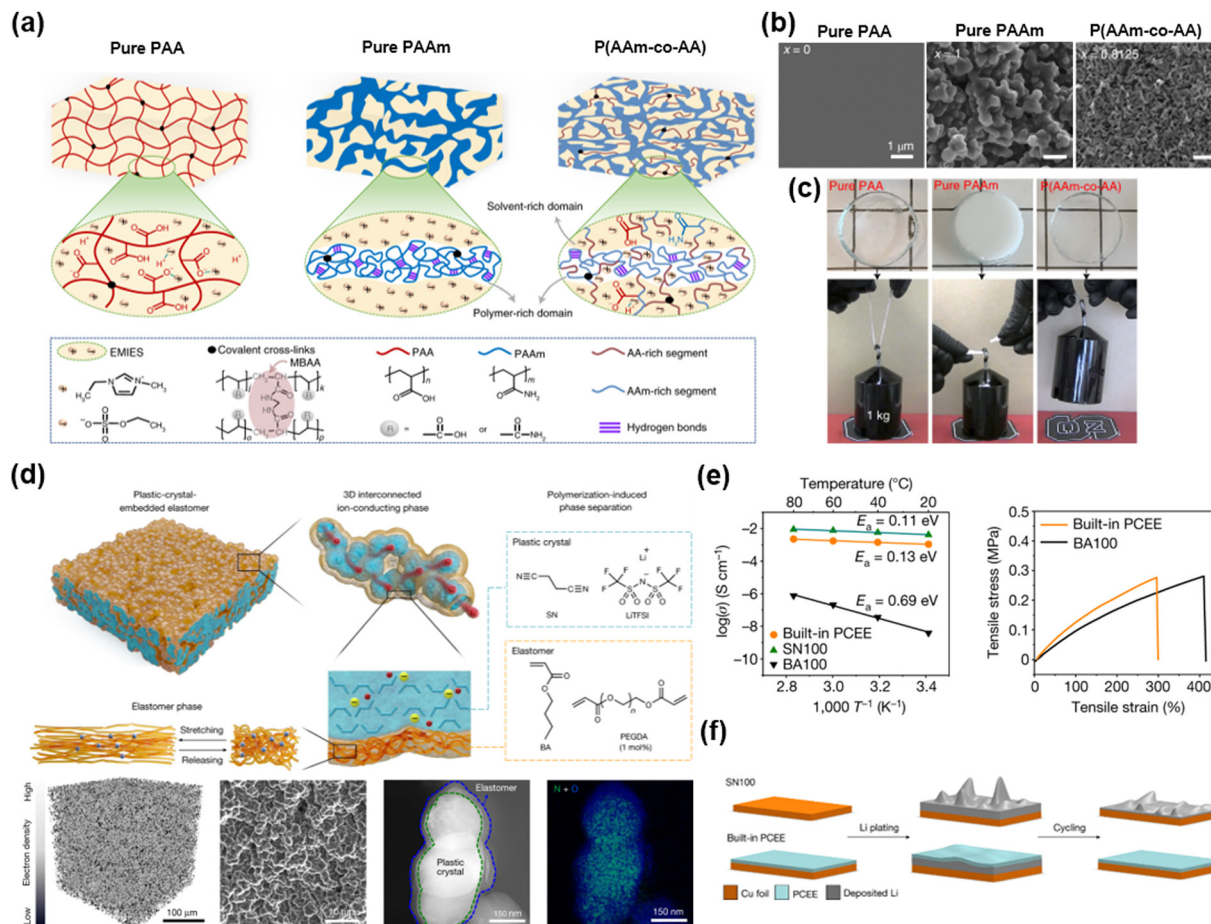 (a)
Pure PAA
Pure PAAm
P(AAm-co-AA)
Solvent-rich domain
Polymer-rich domain
EMIES
Covalent cross-links
MBAA
PAA
PAAm
AA-rich segment
AAm-rich segment
Hydrogen bonds
R = or
(b)
Pure PAA
Pure PAAm
P(AAm-co-AA)
x = 0
x = 1
x = 0.8125
1 µm
(c)
Pure PAA
Pure PAAm
P(AAm-co-AA)
1 kg
(d)
Plastic-crystal-
embedded elastomer
3D interconnected
ion-conducting phase
Polymerization-induced
phase separation
Plastic crystal
SN
LiTFSI
Elastomer
BA
PEGDA
(1 mol%)
Elastomer phase
Stretching
Releasing
High
Electron density
Low
100 µm
10 µm
Elastomer
Plastic
crystal
150 nm
N + O
150 nm
(e)
Temperature (°C)
80 60 40 20
Eₐ = 0.11 eV
Eₐ = 0.13 eV
Eₐ = 0.69 eV
Built-in PCEE
SN100
BA100
log(σ) (S cm⁻¹)
-2
-4
-6
-8
-10
2.8 3.0 3.2 3.4
1,000 T⁻¹ (K⁻¹)
Built-in PCEE
BA100
Tensile stress (MPa)
0.5
0.4
0.3
0.2
0.1
0
0 100 200 300 400
Tensile strain (%)
(f)
SN100
Built-in PCEE
Li plating
Cycling
Cu foil
PCEE
Deposited Li